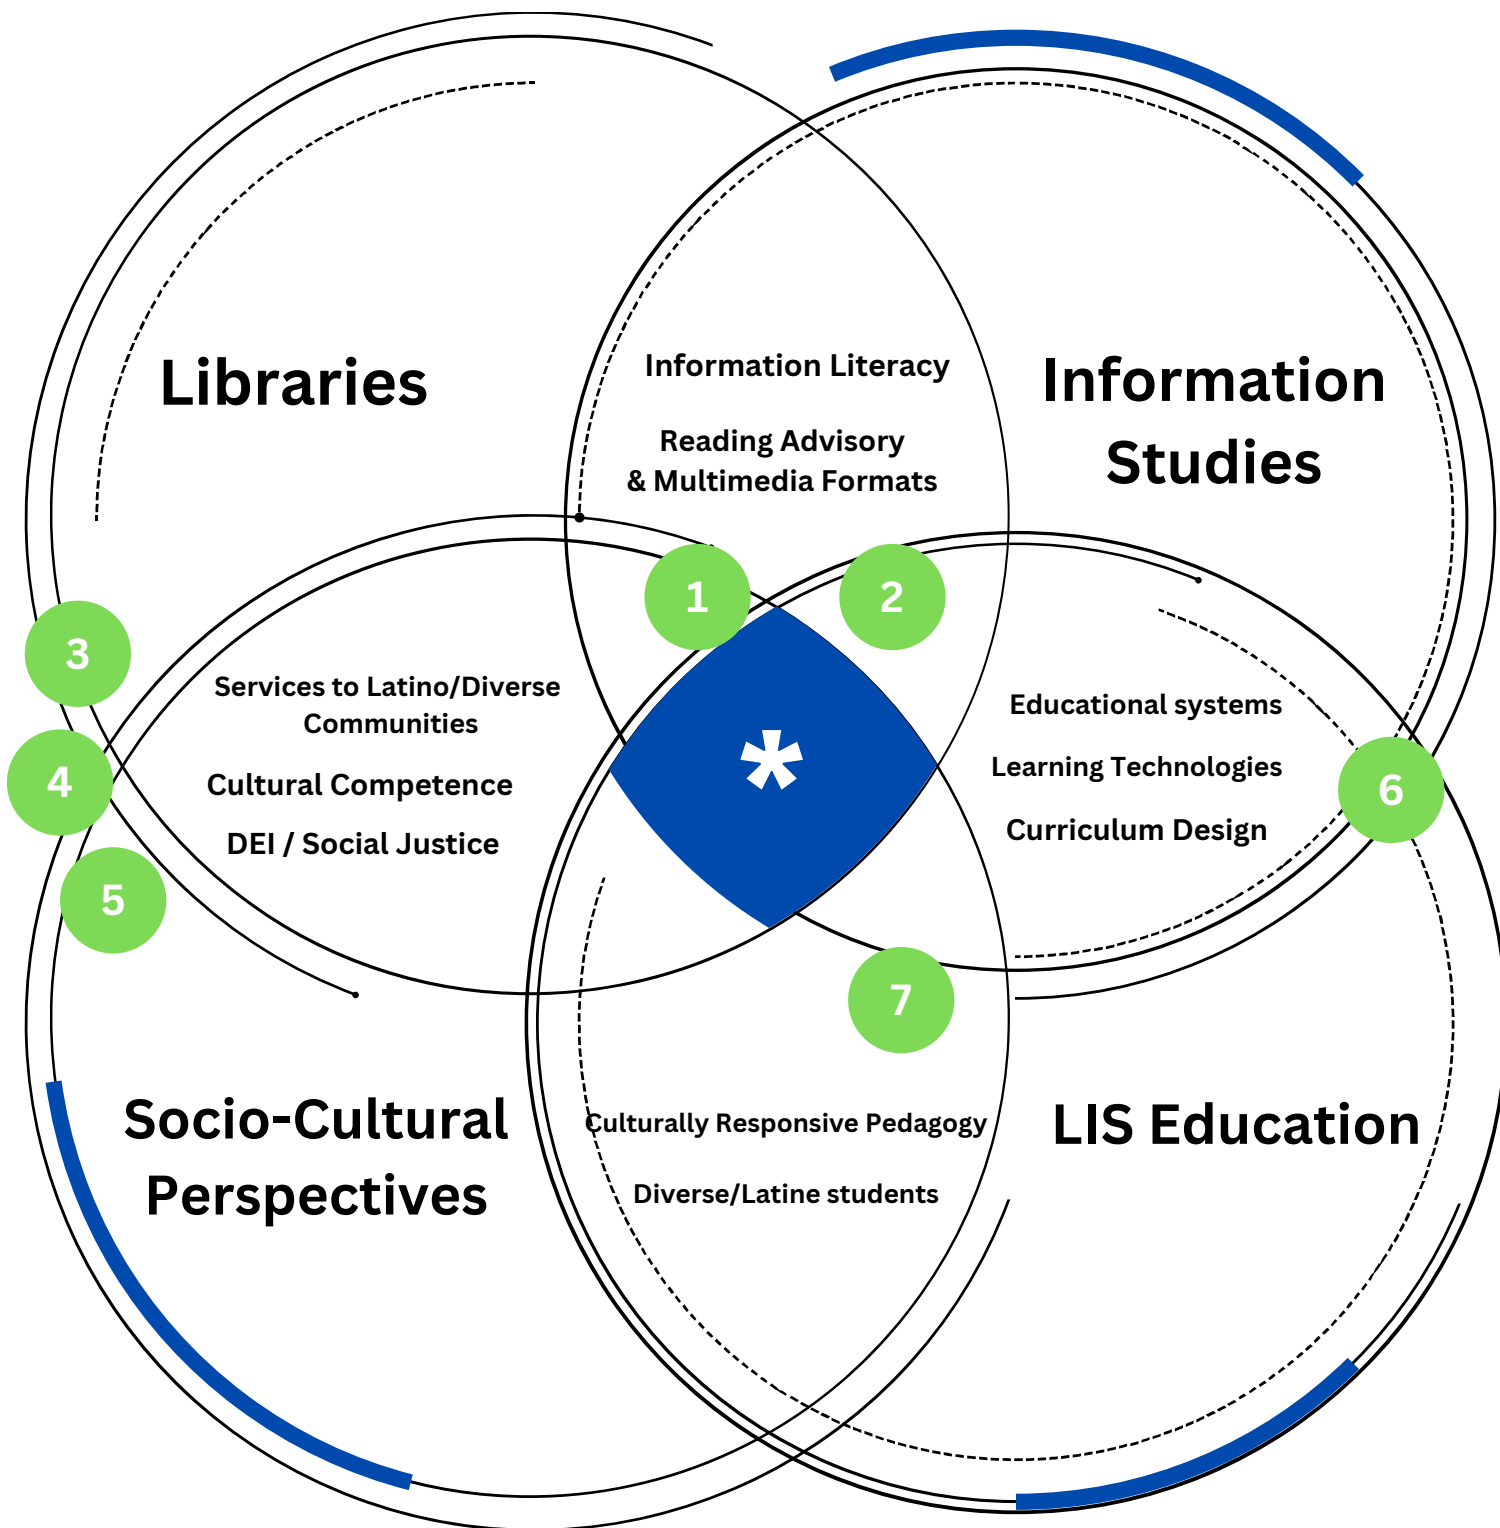 Libraries
Information Literacy
Reading Advisory
& Multimedia Formats
Information
Studies
1
2
3
4
5
Services to Latino/Diverse
Communities
Cultural Competence
DEI / Social Justice
*
Educational systems
Learning Technologies
Curriculum Design
6
7
Socio-Cultural
Perspectives
Culturally Responsive Pedagogy
Diverse/Latine students
LIS Education